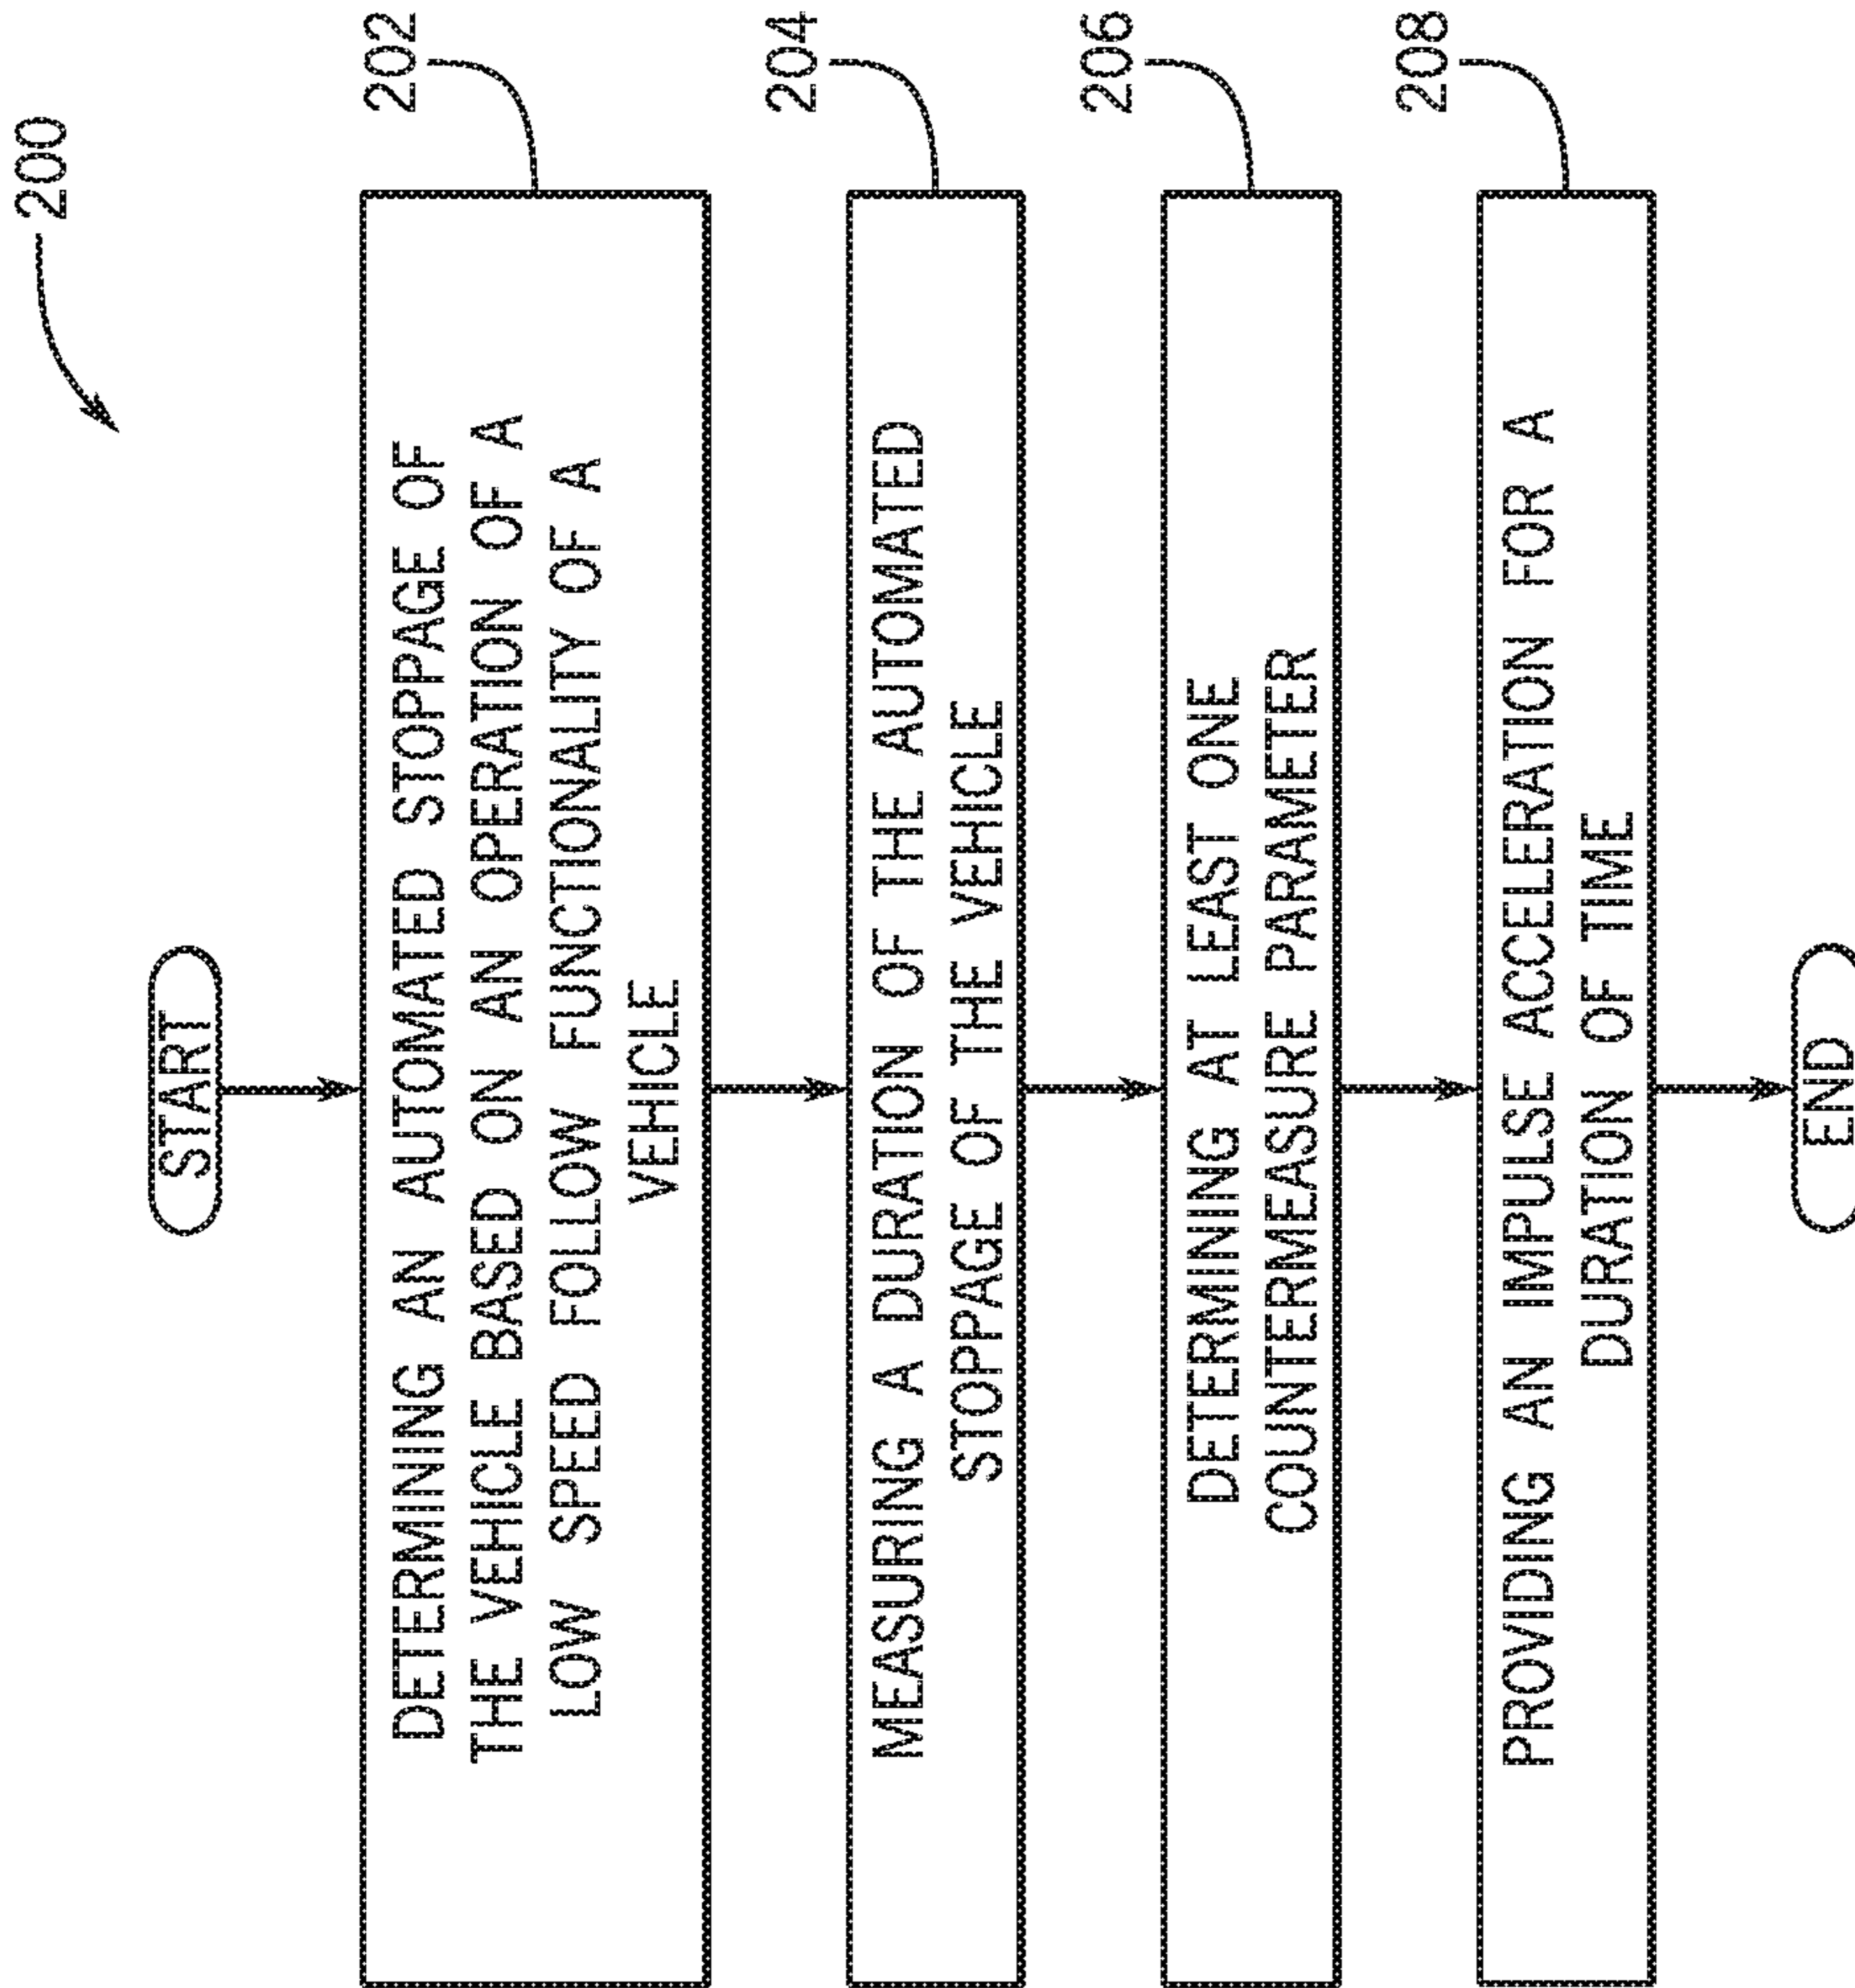 200
START
DETERMINING AN AUTOMATED STOPPAGE OF
THE VEHICLE BASED ON AN OPERATION OF A
LOW SPEED FOLLOW FUNCTIONALITY OF A
VEHICLE
202
MEASURING A DURATION OF THE AUTOMATED
STOPPAGE OF THE VEHICLE
204
DETERMINING AT LEAST ONE
COUNTERMEASURE PARAMETER
206
PROVIDING AN IMPULSE ACCELERATION FOR A
DURATION OF TIME
208
END